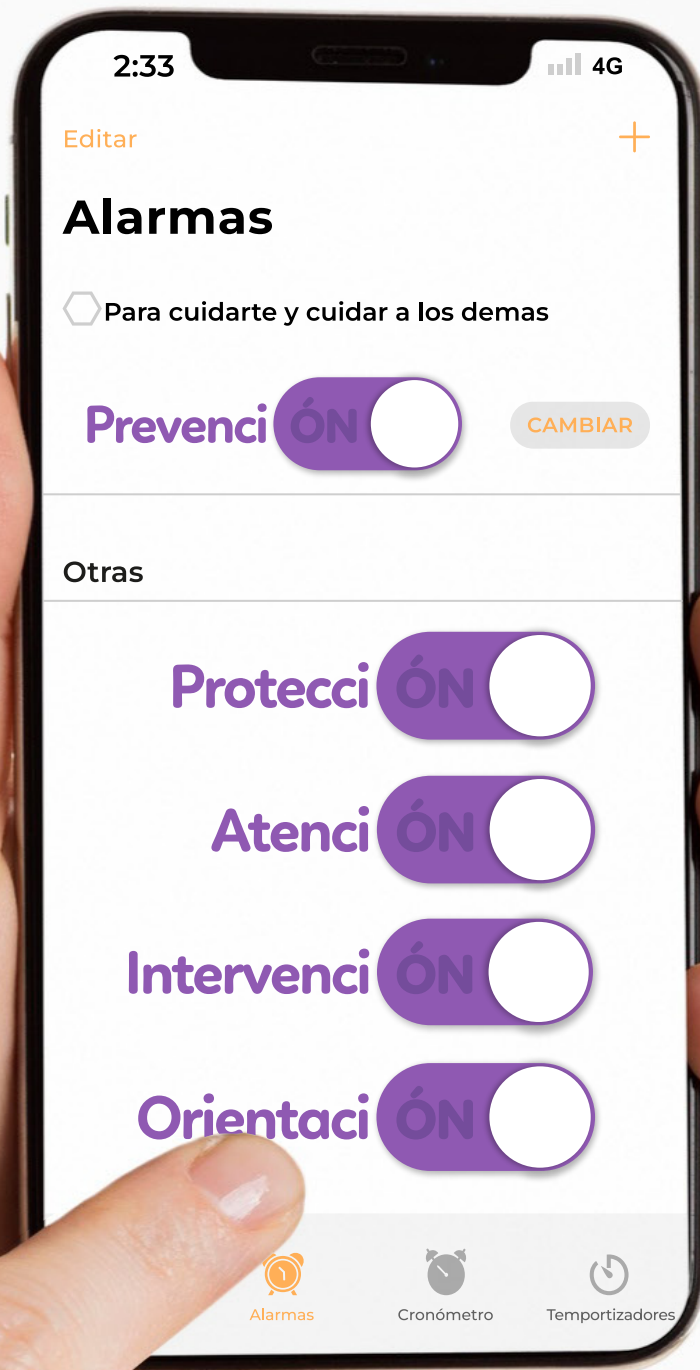 2:33
4G
Editar
Alarmas
Para cuidarte y cuidar a los demas
PrevenciÓN
CAMBIAR
Otras
ProtecciÓN
AtenciÓN
IntervenciÓN
OrientaciÓN
Alarmas
Cronómetro
Temportizadores